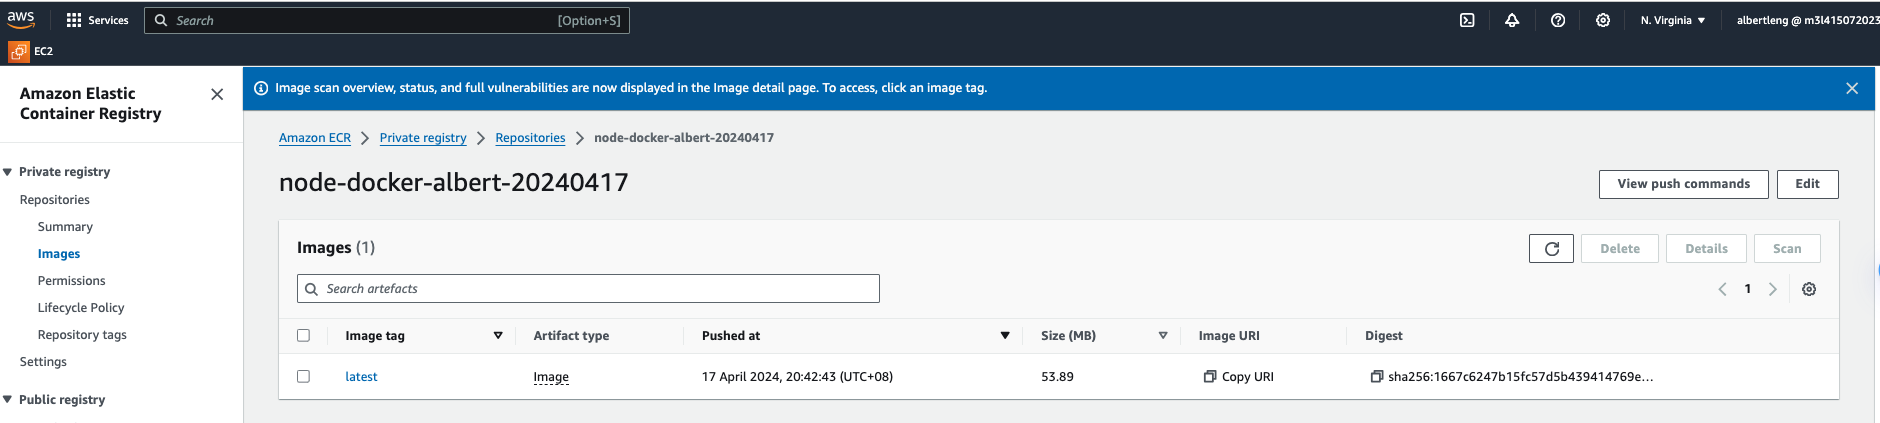 aws
Services
Search
[Option+S]
N. Virginia
albertleng @ m3l415072023
EC2
Amazon Elastic
Container Registry
Image scan overview, status, and full vulnerabilities are now displayed in the Image detail page. To access, click an image tag.
Amazon ECR
Private registry
Repositories
node-docker-albert-20240417
Private registry
Repositories
Summary
Images
Permissions
Lifecycle Policy
Repository tags
Settings
Public registry
node-docker-albert-20240417
View push commands
Edit
Images (1)
Delete
Details
Scan
Search artefacts
1
Image tag
Artifact type
Pushed at
Size (MB)
Image URI
Digest
latest
Image
17 April 2024, 20:42:43 (UTC+08)
53.89
Copy URI
sha256:1667c6247b15fc57d5b439414769e...